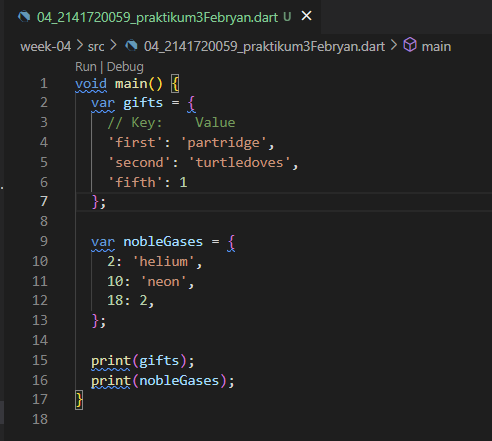 04_2141720059_praktikum3Febryan.dart U
week-04 > src > 04_2141720059_praktikum3Febryan.dart > main
Run | Debug
1 void main() {
2   var gifts = {
3     // Key:    Value
4     'first': 'partridge',
5     'second': 'turtledoves',
6     'fifth': 1
7   };
8
9   var nobleGases = {
10     2: 'helium',
11     10: 'neon',
12     18: 2,
13   };
14
15   print(gifts);
16   print(nobleGases);
17 }
18